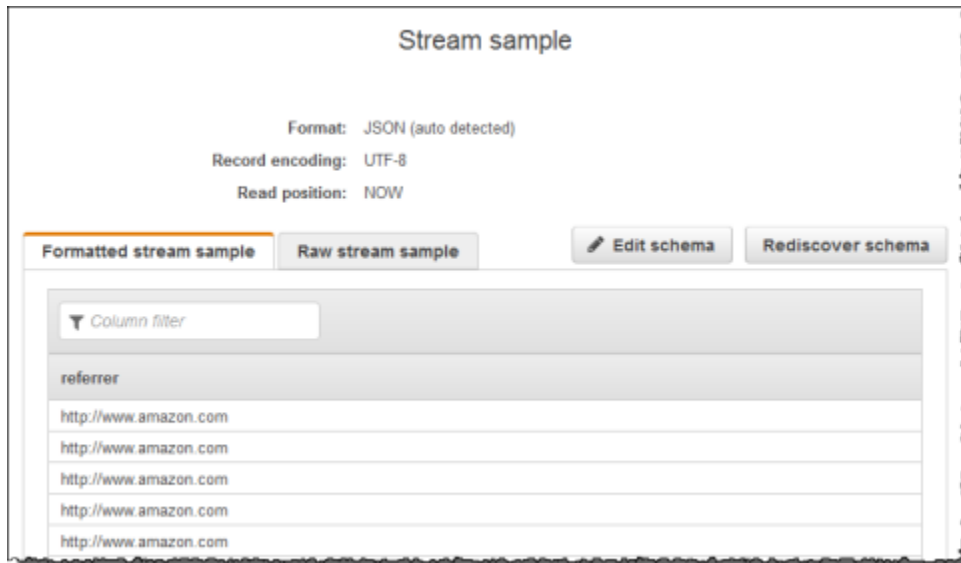 Stream sample
Format: JSON (auto detected)
Record encoding: UTF-8
Read position: NOW
Formatted stream sample Raw stream sample Edit schema Rediscover schema
Column filter
referrer
http://www.amazon.com
http://www.amazon.com
http://www.amazon.com
http://www.amazon.com
http://www.amazon.com